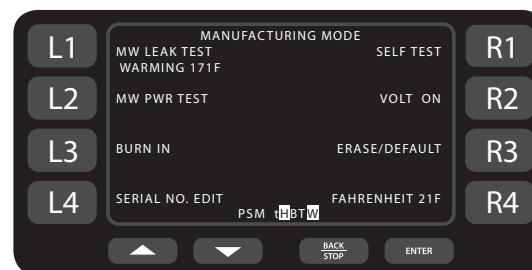 MANUFACTURING MODE
L1 MW LEAK TEST SELF TEST R1
WARMING 171F
L2 MW PWR TEST VOLT ON R2
L3 BURN IN ERASE/DEFAULT R3
L4 SERIAL NO. EDIT FAHRENHEIT 21F R4
PSM tHBTW
BACK
STOP ENTER